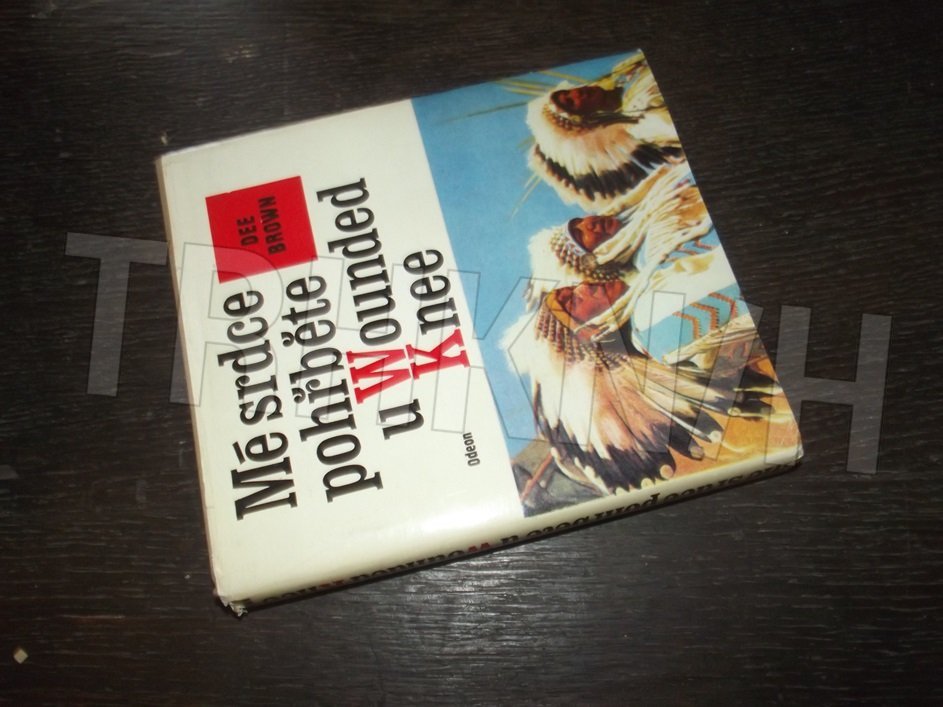 DEE
BROWN
Mé srdce
pohřběte
u Wounded
Knee
Odeon